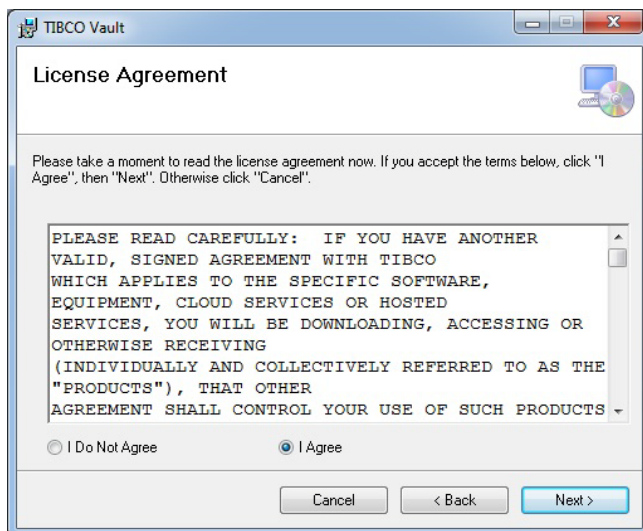 TIBCO Vault
License Agreement
Please take a moment to read the license agreement now. If you accept the terms below, click "I
Agree", then "Next". Otherwise click "Cancel".
PLEASE READ CAREFULLY:  IF YOU HAVE ANOTHER
VALID, SIGNED AGREEMENT WITH TIBCO
WHICH APPLIES TO THE SPECIFIC SOFTWARE,
EQUIPMENT, CLOUD SERVICES OR HOSTED
SERVICES, YOU WILL BE DOWNLOADING, ACCESSING OR
OTHERWISE RECEIVING
(INDIVIDUALLY AND COLLECTIVELY REFERRED TO AS THE
"PRODUCTS"), THAT OTHER
AGREEMENT SHALL CONTROL YOUR USE OF SUCH PRODUCTS
I Do Not Agree
I Agree
Cancel
< Back
Next >